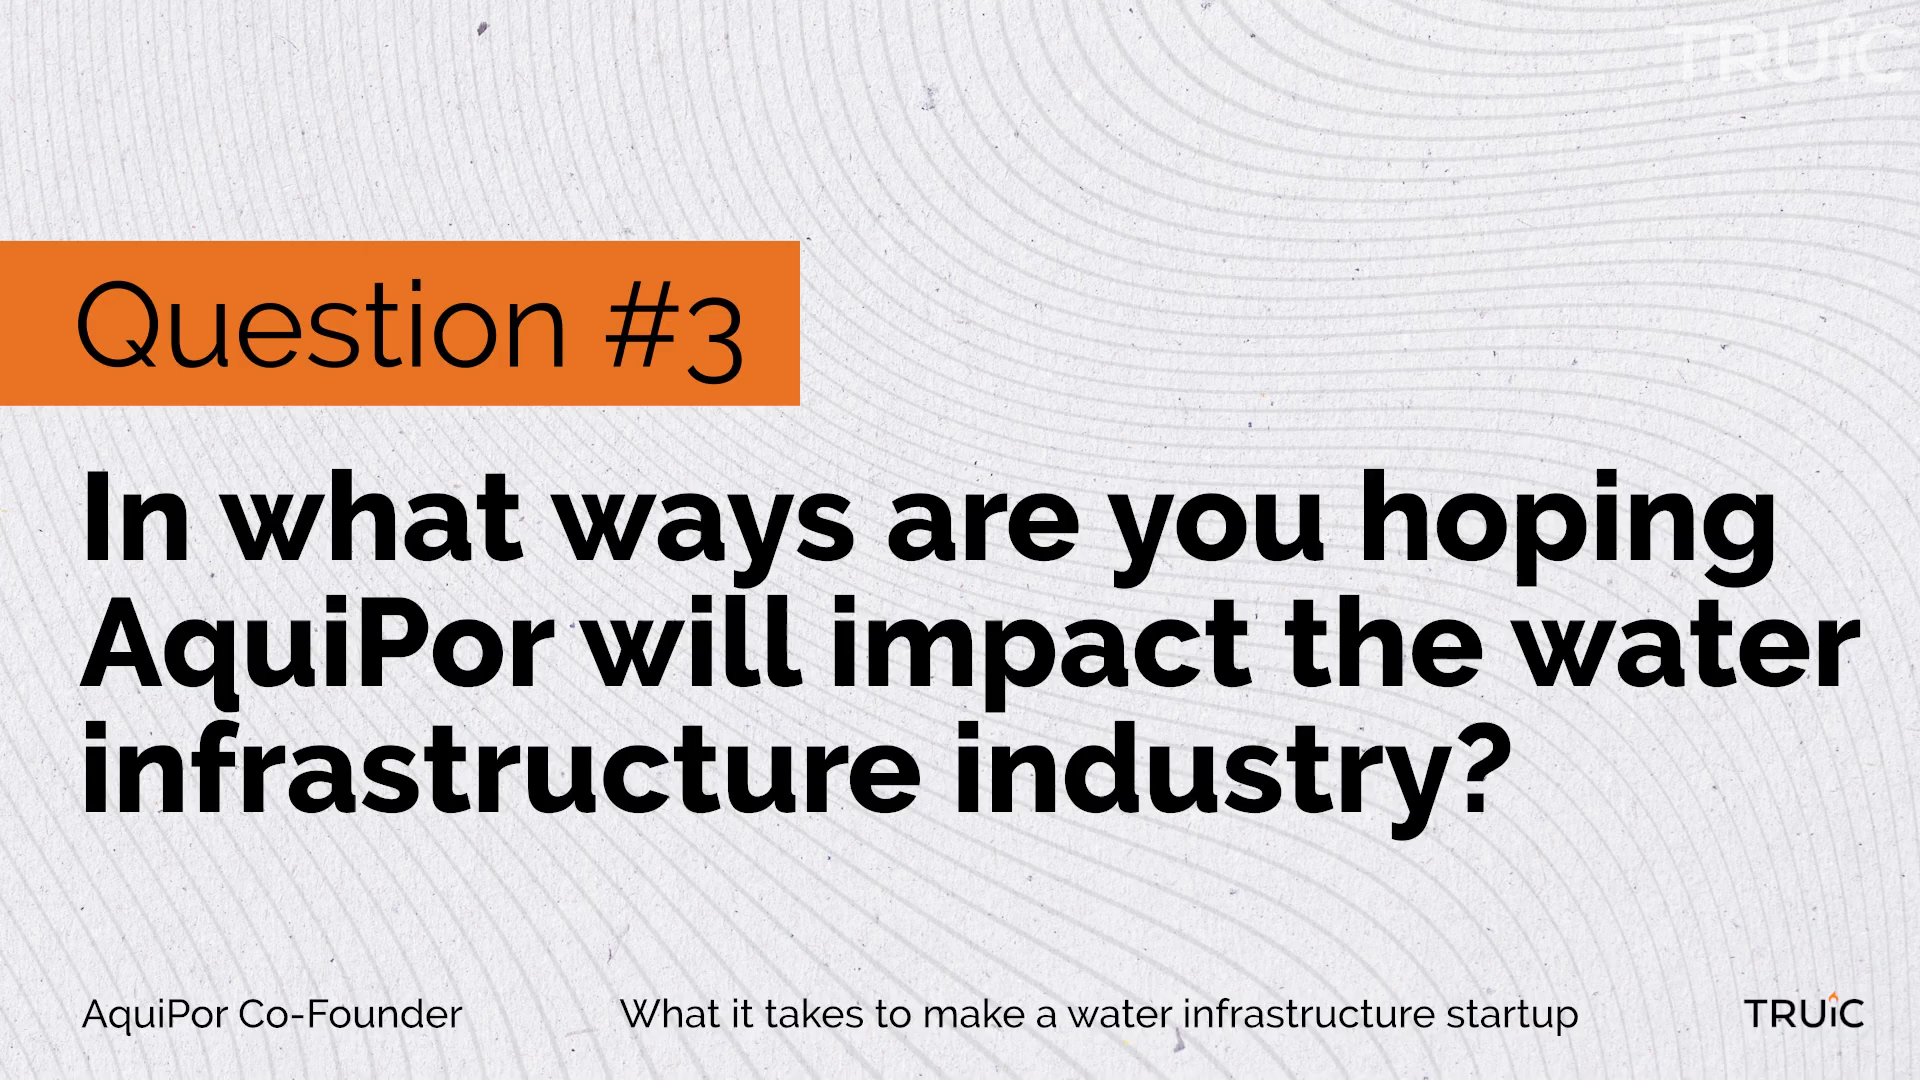 TRUiC
Question #3
In what ways are you hoping
AquiPor will impact the water
infrastructure industry?
AquiPor Co-Founder
What it takes to make a water infrastructure startup
TRUiC